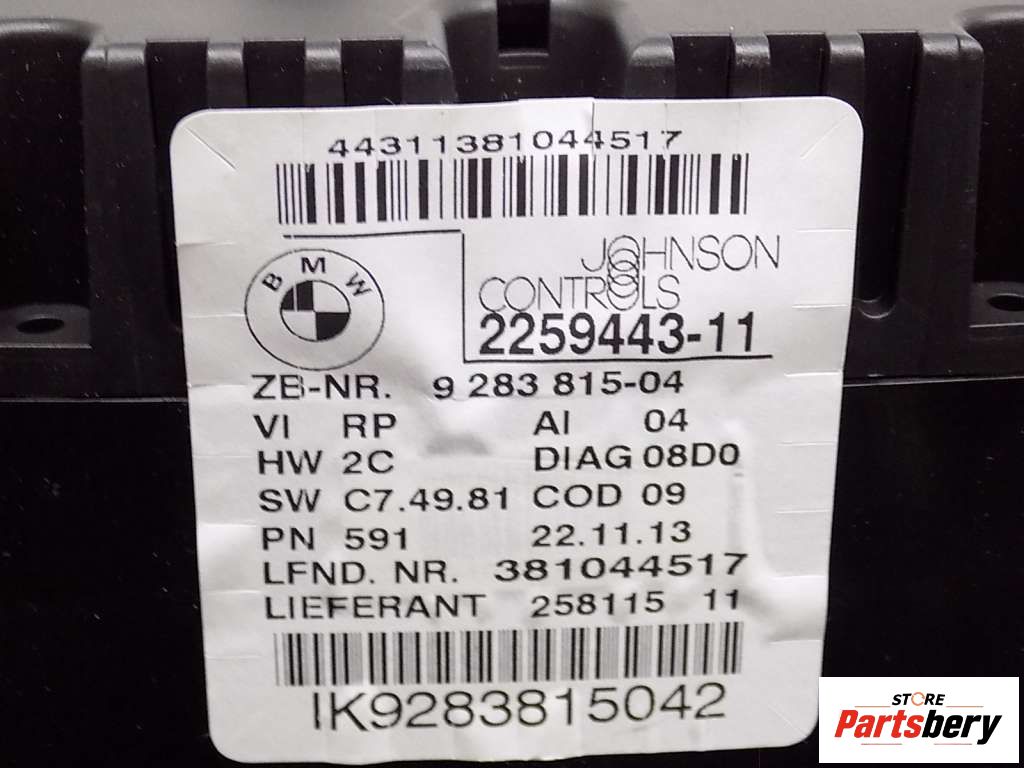 44311381044517
BMW
JOHNSON
CONTROLS
2259443-11
ZB-NR. 9 283 815-04
VI RP AI 04
HW 2C DIAG 08D0
SW C7.49.81 COD 09
PN 591 22.11.13
LFND. NR. 381044517
LIEFERANT 258115 11
IK9283815042
STORE
Partsbery